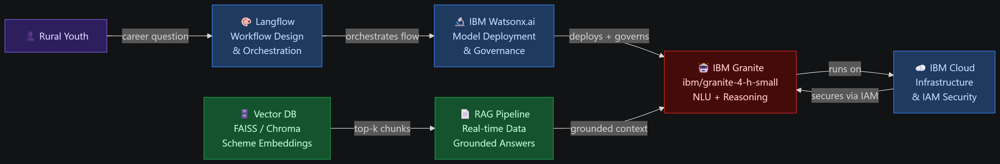 Rural Youth
career question
Langflow
Workflow Design
& Orchestration
orchestrates flow
IBM Watsonx.ai
Model Deployment
& Governance
deploys + governs
Vector DB
FAISS / Chroma
Scheme Embeddings
top-k chunks
RAG Pipeline
Real-time Data
Grounded Answers
grounded context
IBM Granite
ibm/granite-4-h-small
NLU + Reasoning
runs on
secures via IAM
IBM Cloud
Infrastructure
& IAM Security